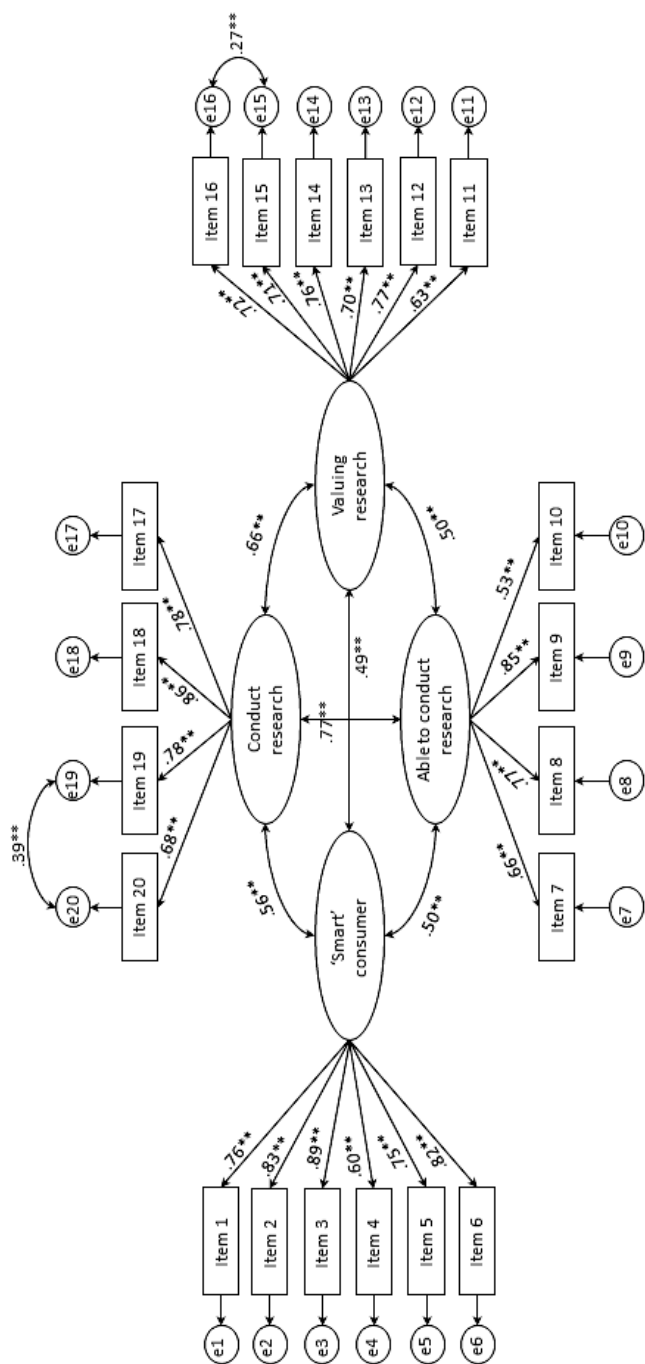 .39**
e20 e19 e18 e17
Item 20 Item 19 Item 18 Item 17
.68** .78** .86** .78**
e1 Item 1 .76**
e2 Item 2 .83**
e3 Item 3 .89**
e4 Item 4 .60**
e5 Item 5 .75**
e6 Item 6 .82**
Conduct
research
.56** .66**
'Smart'
consumer
.77** .49**
Valuing
research
.50** .50**
Able to conduct
research
.72** Item 16 e16 .27**
.71** Item 15 e15
.76** Item 14 e14
.70** Item 13 e13
.77** Item 12 e12
.63** Item 11 e11
.66** .77** .85** .53**
Item 7 Item 8 Item 9 Item 10
e7 e8 e9 e10